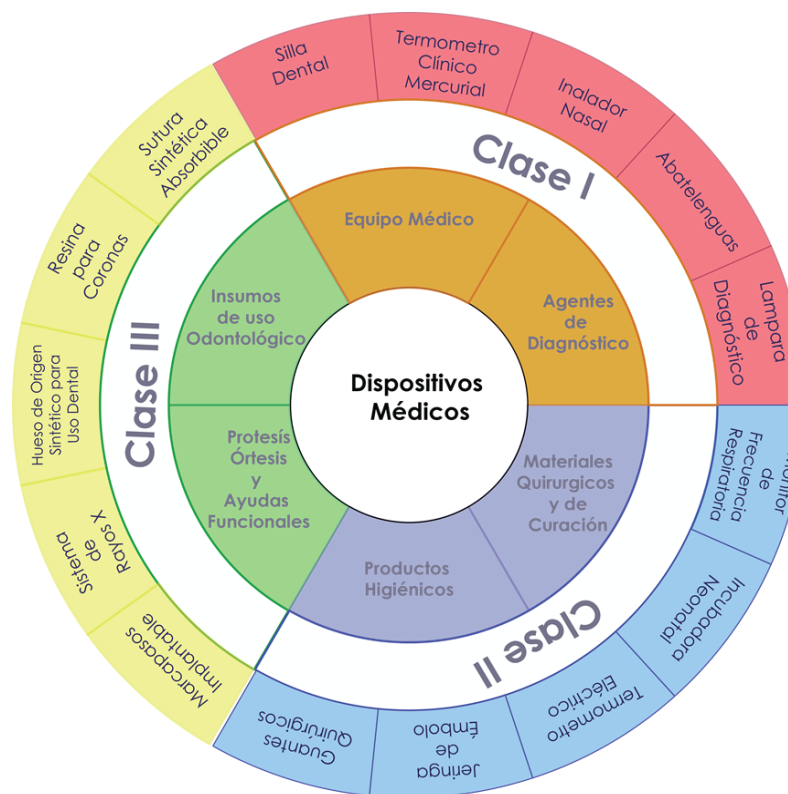 Dispositivos
Médicos
Equipo Médico
Agentes
de
Diagnóstico
Materiales
Quirurgicos
y de
Curación
Productos
Higiénicos
Protesís
Órtesis
y
Ayudas
Funcionales
Insumos
de uso
Odontológico
Clase I
Clase II
Clase III
Silla
Dental
Termometro
Clínico
Mercurial
Inalador
Nasal
Abatelenguas
Lampara
de
Diagnóstico
de
Frecuencia
Respiratoria
Incubadora
Neonatal
Termometro
Eléctrico
Jeringa
de
Émbolo
Guantes
Quirúrgicos
Marcapasos
Implantable
Sistema
de
Rayos X
Hueso de Origen
Sintético para
Uso Dental
Resina
para
Coronas
Sutura
Sintética
Absorbible